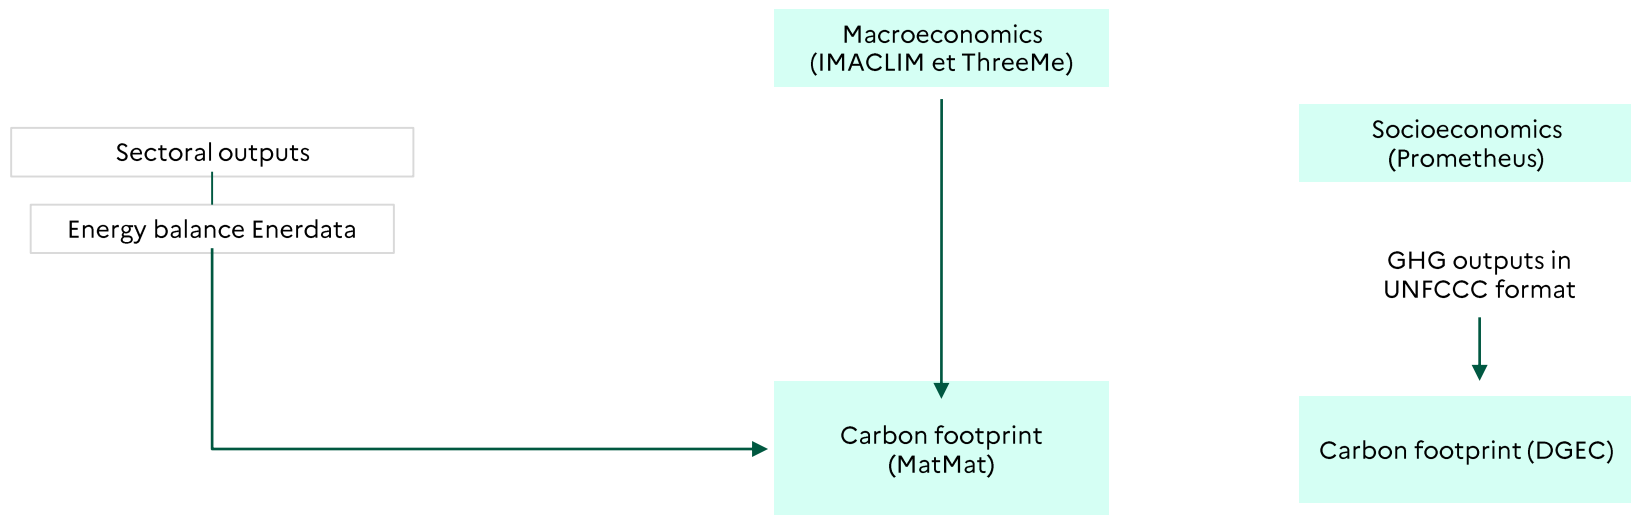 Macroeconomics
(IMACLIM et ThreeMe)
Socioeconomics
(Prometheus)
Sectoral outputs
Energy balance Enerdata
GHG outputs in
UNFCCC format
Carbon footprint
(MatMat)
Carbon footprint (DGEC)